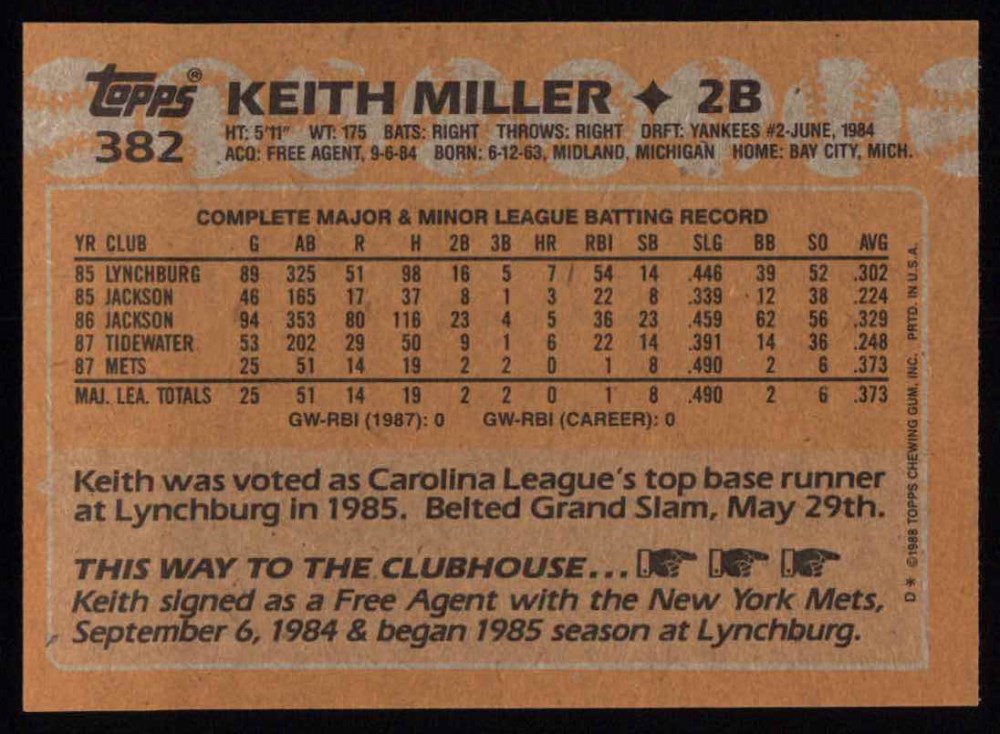 topps® KEITH MILLER ✦ 2B
382
HT: 5'11" WT: 175 BATS: RIGHT THROWS: RIGHT DRFT: YANKEES #2-JUNE, 1984
ACQ: FREE AGENT, 9-6-84 BORN: 6-12-63, MIDLAND, MICHIGAN HOME: BAY CITY, MICH.
COMPLETE MAJOR & MINOR LEAGUE BATTING RECORD
YR CLUB G AB R H 2B 3B HR RBI SB SLG BB SO AVG
85 LYNCHBURG 89 325 51 98 16 5 7 54 14 .446 39 52 .302
85 JACKSON 46 165 17 37 8 1 3 22 8 .339 12 38 .224
86 JACKSON 94 353 80 116 23 4 5 36 23 .459 62 56 .329
87 TIDEWATER 53 202 29 50 9 1 6 22 14 .391 14 36 .248
87 METS 25 51 14 19 2 2 0 1 8 .490 2 6 .373
MAJ. LEA. TOTALS 25 51 14 19 2 2 0 1 8 .490 2 6 .373
GW-RBI (1987): 0 GW-RBI (CAREER): 0
Keith was voted as Carolina League's top base runner
at Lynchburg in 1985. Belted Grand Slam, May 29th.
THIS WAY TO THE CLUBHOUSE...
Keith signed as a Free Agent with the New York Mets,
September 6, 1984 & began 1985 season at Lynchburg.
D* ©1988 TOPPS CHEWING GUM, INC. PRTD. IN U.S.A.